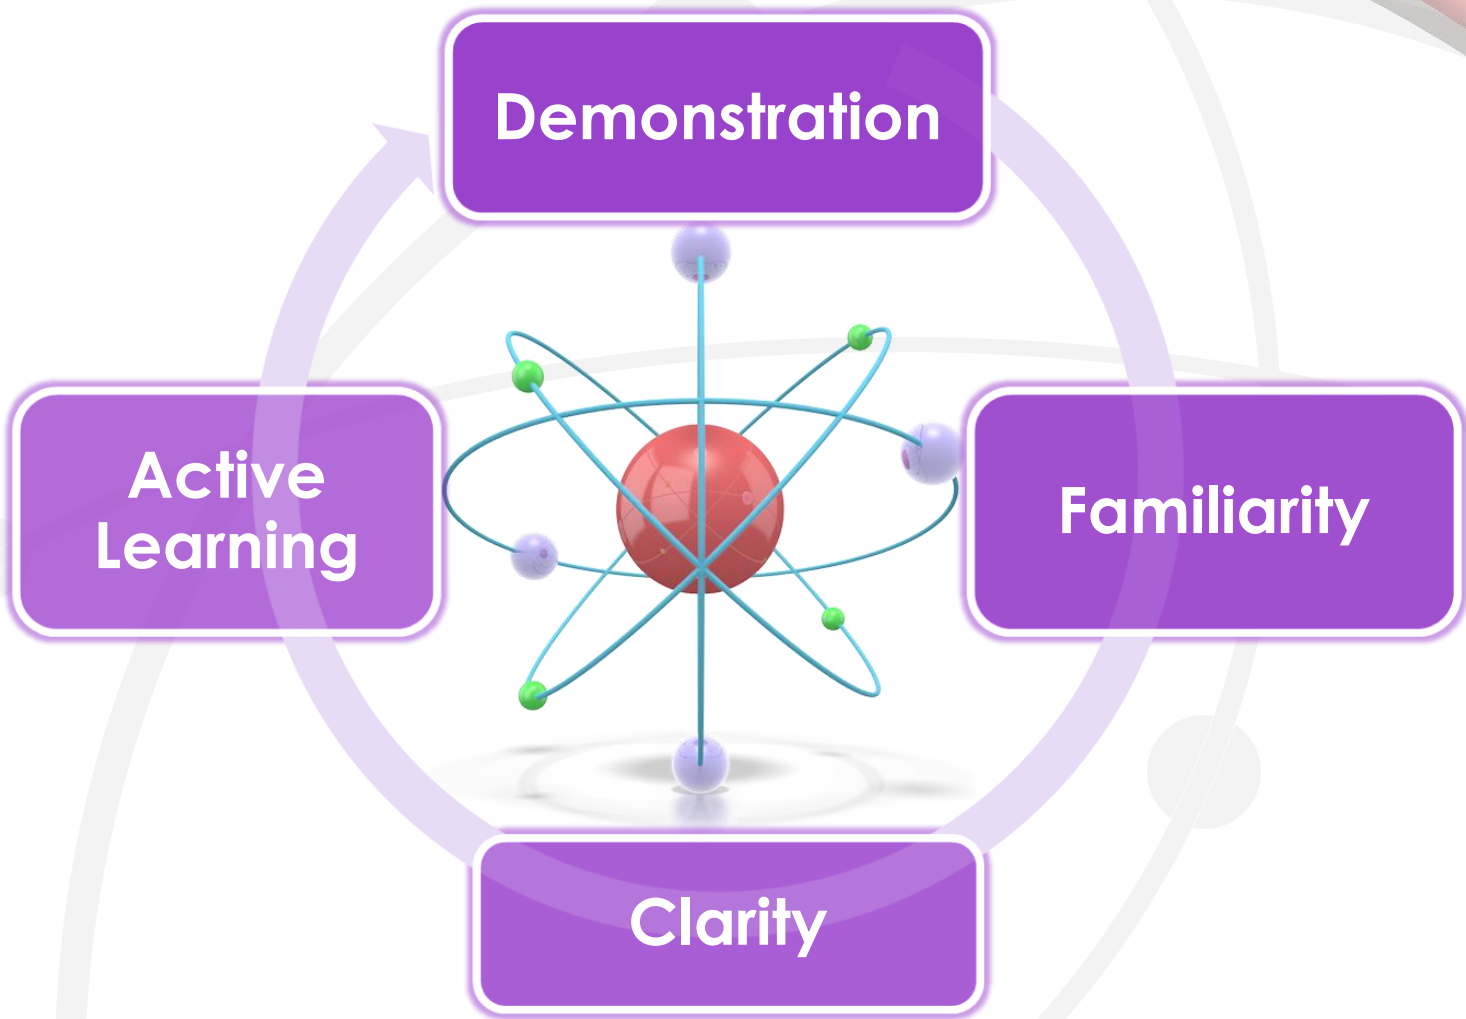 Demonstration
Active
Learning
Familiarity
Clarity